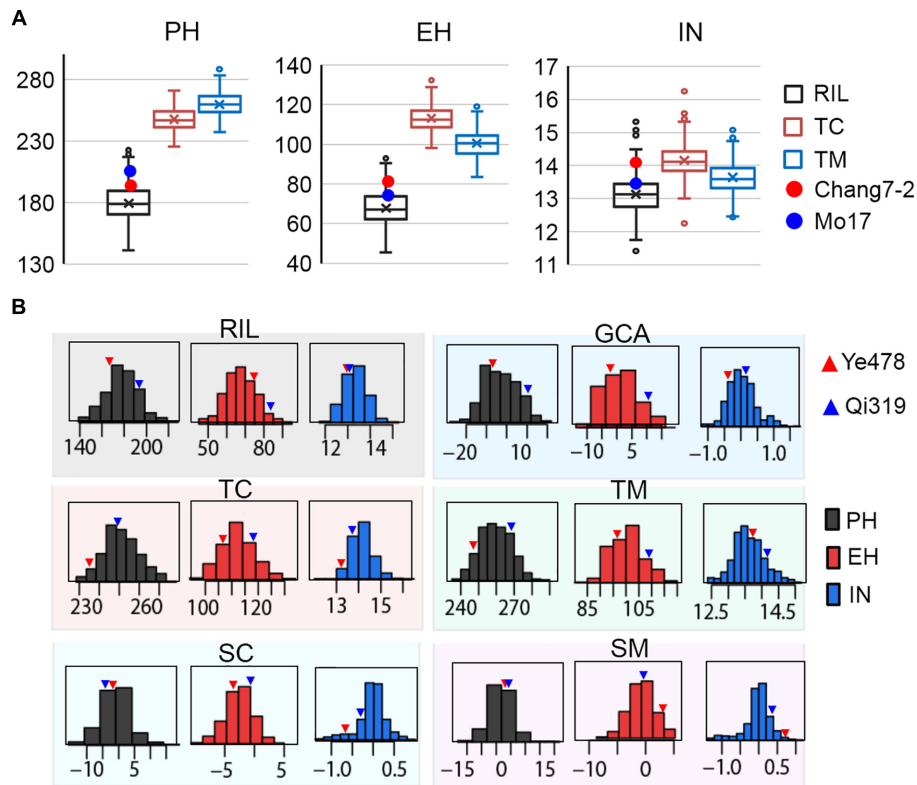 A
PH EH IN
280
230
180
130
140
120
100
80
60
40
17
16
15
14
13
12
11
RIL
TC
TM
Chang7-2
Mo17
B
RIL
140 200
50 80
12 14
GCA
−20 10
−10 5
−1.0 1.0
Ye478
Qi319
TC
230 260
100 120
13 15
TM
240 270
85 105
12.5 14.5
PH
EH
IN
SC
−10 5
−5 5
−1.0 0.5
SM
−15 0 15
−10 0
−1.0 0.5